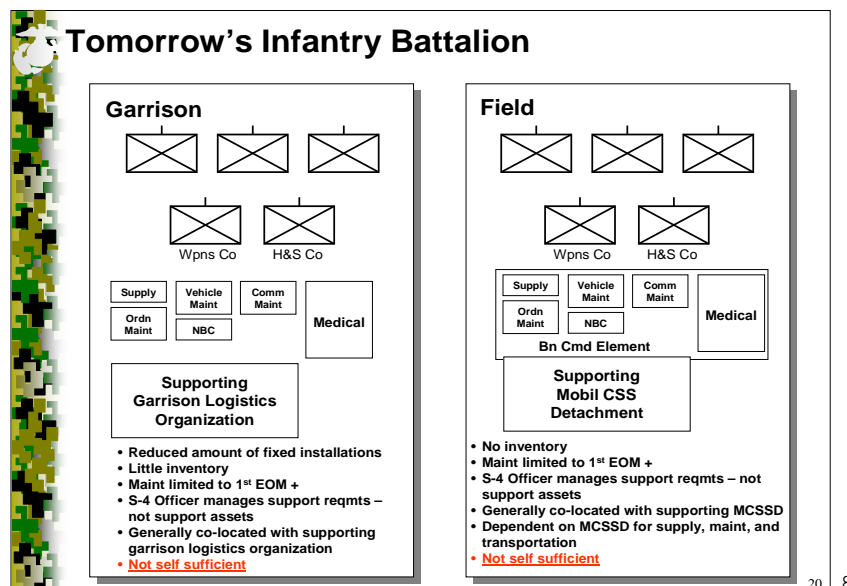 Tomorrow's Infantry Battalion
Garrison
Wpns Co
H&S Co
Supply
Vehicle
Maint
Comm
Maint
Ordn
Maint
NBC
Medical
Supporting
Garrison Logistics
Organization
• Reduced amount of fixed installations
• Little inventory
• Maint limited to 1st EOM +
• S-4 Officer manages support reqmts –
not support assets
• Generally co-located with supporting
garrison logistics organization
• Not self sufficient
Field
Wpns Co
H&S Co
Supply
Vehicle
Maint
Comm
Maint
Ordn
Maint
NBC
Medical
Bn Cmd Element
Supporting
Mobil CSS
Detachment
• No inventory
• Maint limited to 1st EOM +
• S-4 Officer manages support reqmts – not
support assets
• Generally co-located with supporting MCSSD
• Dependent on MCSSD for supply, maint, and
transportation
• Not self sufficient
20